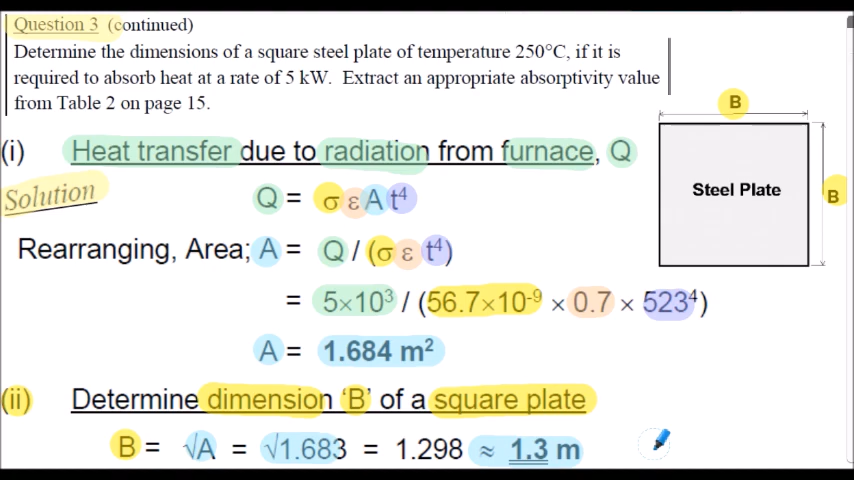 Question 3 (continued)
Determine the dimensions of a square steel plate of temperature 250°C, if it is
required to absorb heat at a rate of 5 kW. Extract an appropriate absorptivity value
from Table 2 on page 15.
B
Steel Plate
B
(i) Heat transfer due to radiation from furnace, Q
Solution
Q = σ ε A t⁴
Rearranging, Area; A = Q / (σ ε t⁴)
= 5×10³ / (56.7×10⁻⁹ × 0.7 × 523⁴)
A = 1.684 m²
(ii) Determine dimension ‘B’ of a square plate
B = √A = √1.683 = 1.298 ≈ 1.3 m